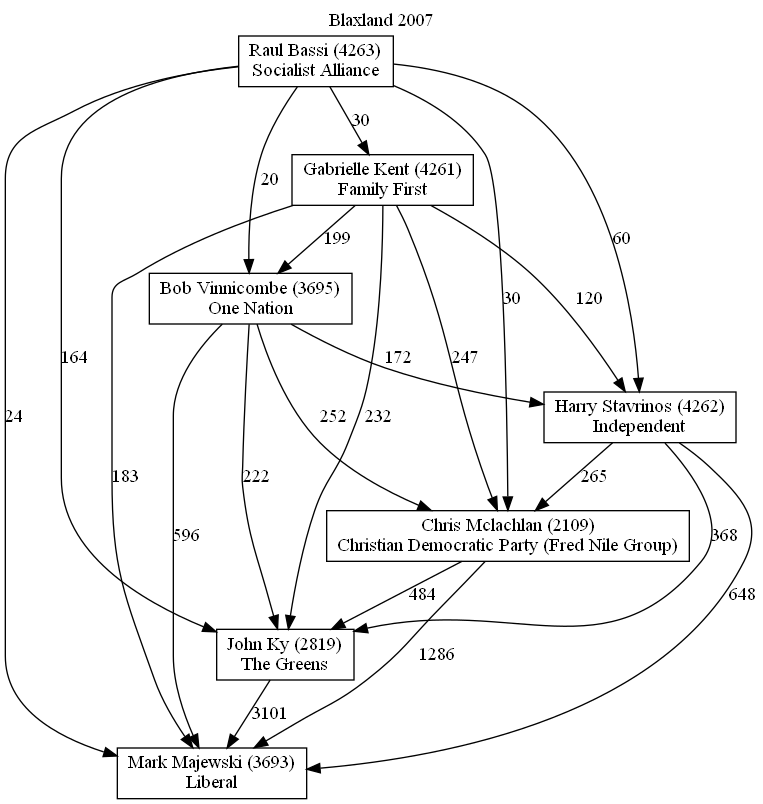 Blaxland 2007
Raul Bassi (4263)
Socialist Alliance
30
Gabrielle Kent (4261)
Family First
20
199
60
Bob Vinnicombe (3695)
One Nation
30
120
164
172
247
24
Harry Stavrinos (4262)
Independent
252
232
183
222
265
596
Chris Mclachlan (2109)
Christian Democratic Party (Fred Nile Group)
368
484
648
John Ky (2819)
The Greens
1286
3101
Mark Majewski (3693)
Liberal